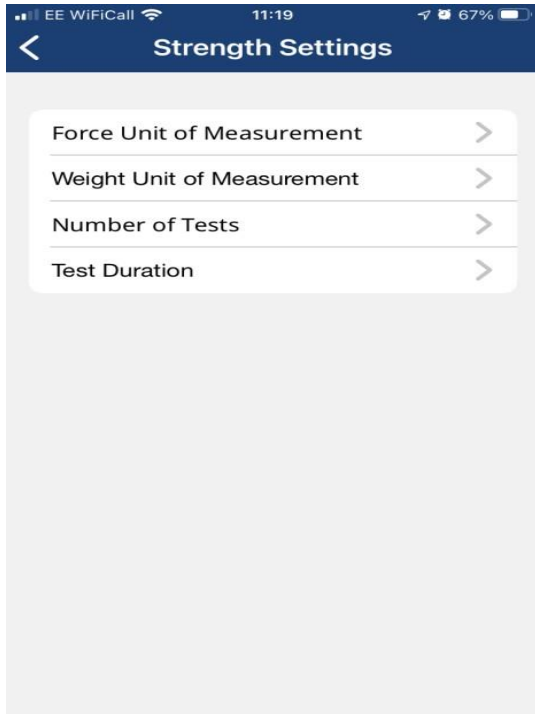 EE WiFiCall 11:19 67%
Strength Settings
Force Unit of Measurement
Weight Unit of Measurement
Number of Tests
Test Duration